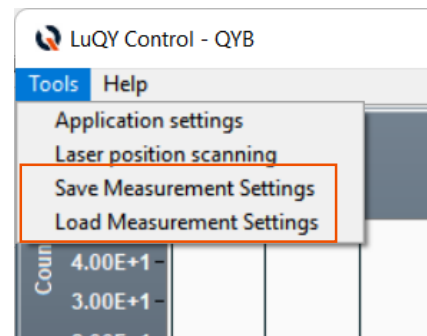 LuQY Control - QYB
Tools Help
Application settings
Laser position scanning
Save Measurement Settings
Load Measurement Settings
4.00E+1
3.00E+1